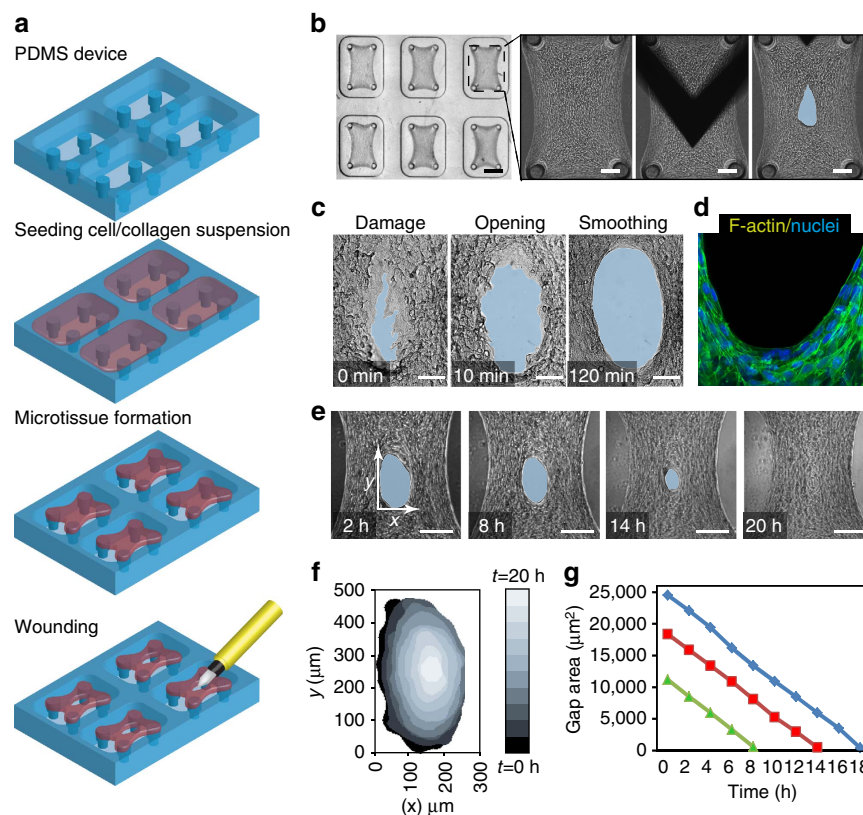 a
PDMS device
Seeding cell/collagen suspension
Microtissue formation
Wounding
b
c
Damage Opening Smoothing
0 min 10 min 120 min
d
F-actin/nuclei
e
y
x
2 h 8 h 14 h 20 h
f
500
400
300
200
100
0
y (μm)
0 100 200 300
(x) μm
t=20 h
t=0 h
g
25,000
20,000
15,000
10,000
5,000
0
Gap area (μm²)
0 2 4 6 8 10 12 14 16 18
Time (h)